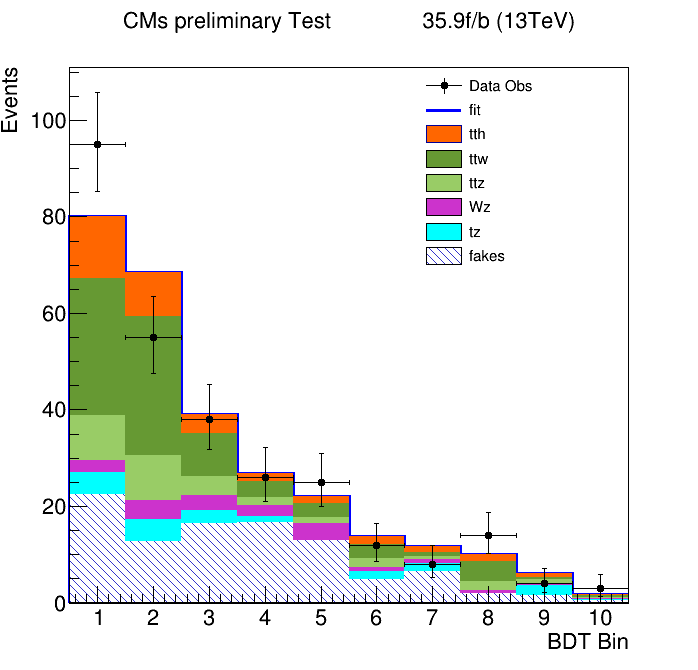 CMs preliminary Test 35.9f/b (13TeV)
Events
Data Obs
fit
tth
ttw
ttz
Wz
tz
fakes
100
80
60
40
20
0
1 2 3 4 5 6 7 8 9 10
BDT Bin